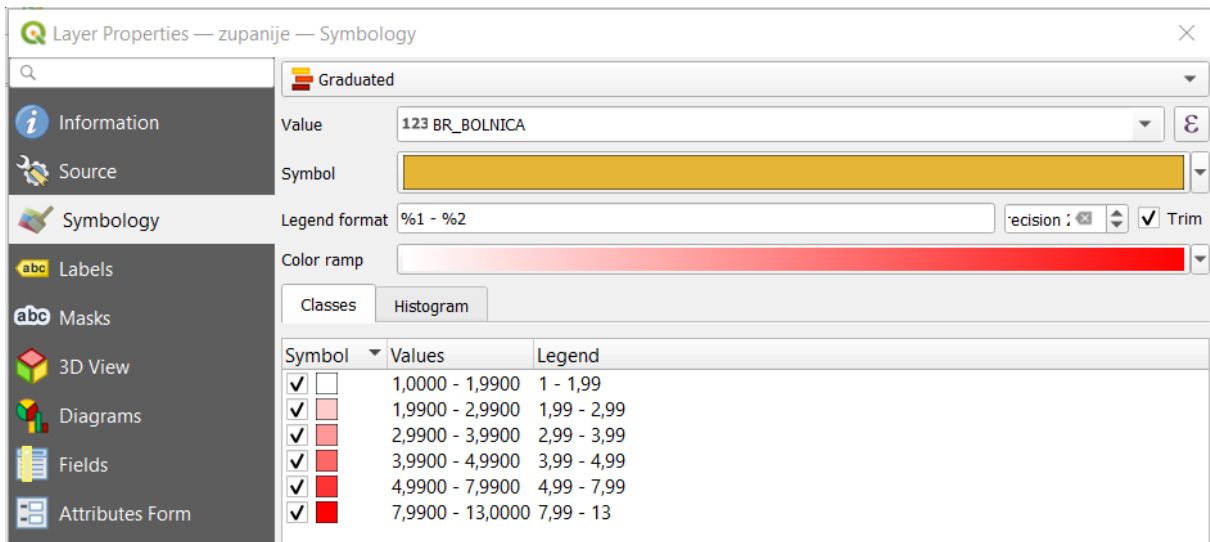 Layer Properties — zupanije — Symbology
Graduated
Information
Value 123 BR_BOLNICA ε
Source
Symbol
Symbology
Legend format %1 - %2 recision 2 Trim
Color ramp
abc Labels
Classes Histogram
abc Masks
Symbol Values Legend
3D View
1,0000 - 1,9900 1 - 1,99
1,9900 - 2,9900 1,99 - 2,99
Diagrams
2,9900 - 3,9900 2,99 - 3,99
3,9900 - 4,9900 3,99 - 4,99
Fields
4,9900 - 7,9900 4,99 - 7,99
Attributes Form
7,9900 - 13,0000 7,99 - 13